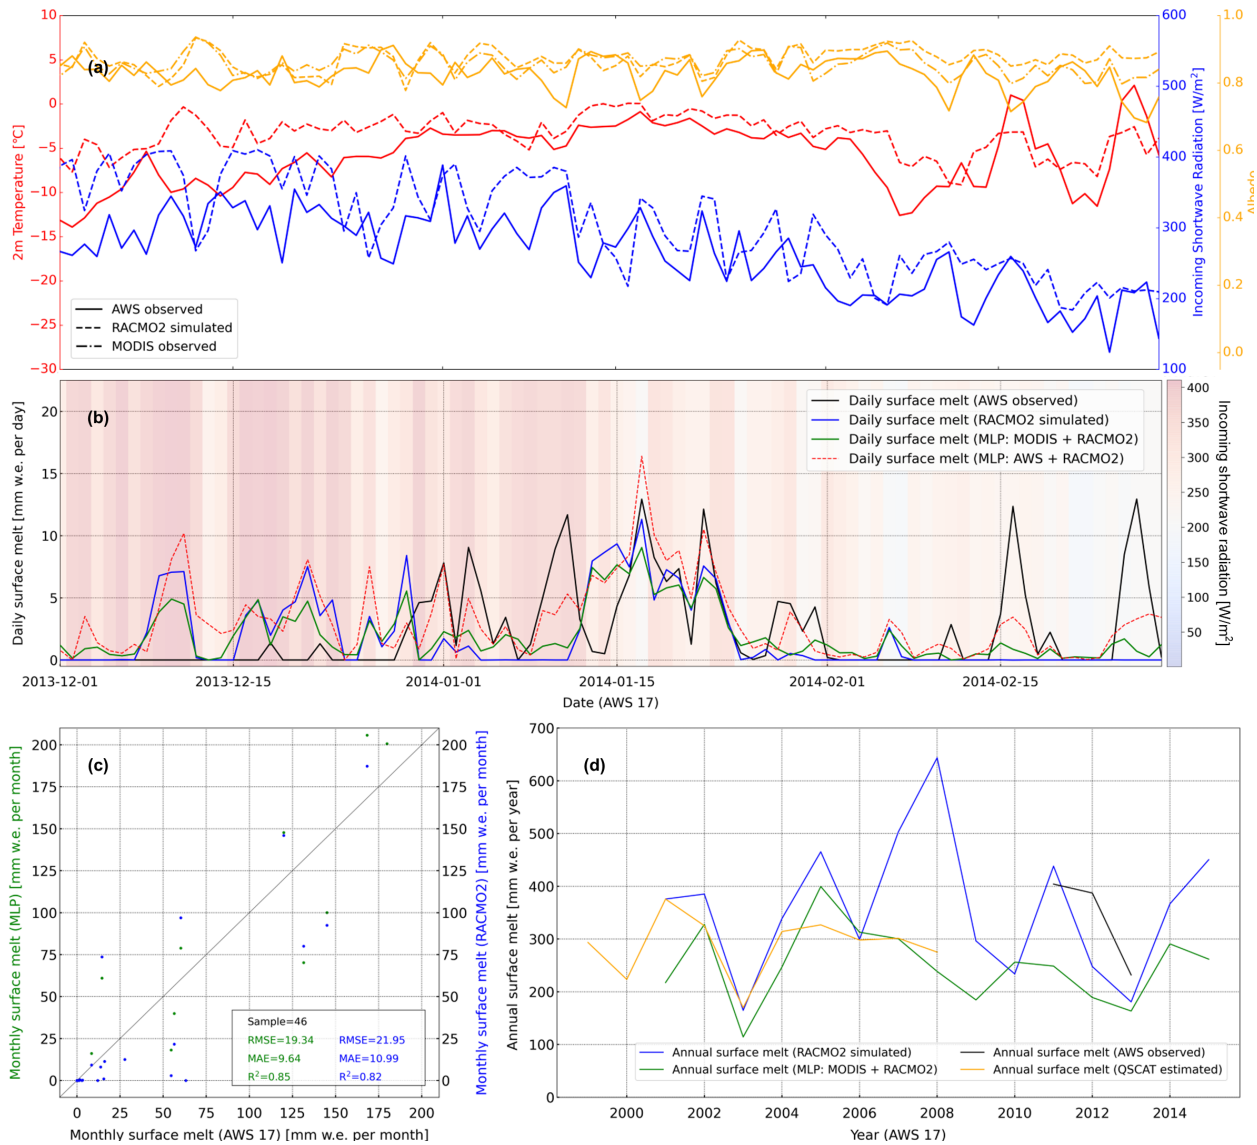 (a)
2m Temperature [°C]
10
5
0
−5
−10
−15
−20
−25
−30
AWS observed
RACMO2 simulated
MODIS observed
600
500
400
300
200
100
Incoming Shortwave Radiation [W/m²]
1.0
0.8
0.6
0.4
0.2
0.0
Albedo
(b)
Daily surface melt [mm w.e. per day]
20
15
10
5
0
Daily surface melt (AWS observed)
Daily surface melt (RACMO2 simulated)
Daily surface melt (MLP: MODIS + RACMO2)
Daily surface melt (MLP: AWS + RACMO2)
400
350
300
250
200
150
100
50
Incoming shortwave radiation [W/m²]
2013-12-01 2013-12-15 2014-01-01 2014-01-15 2014-02-01 2014-02-15
Date (AWS 17)
(c)
Monthly surface melt (MLP) [mm w.e. per month]
200
175
150
125
100
75
50
25
0
Sample=46
RMSE=19.34 RMSE=21.95
MAE=9.64 MAE=10.99
R²=0.85 R²=0.82
200
175
150
125
100
75
50
25
0
Monthly surface melt (RACMO2) [mm w.e. per month]
0 25 50 75 100 125 150 175 200
Monthly surface melt (AWS 17) [mm w.e. per month]
(d)
Annual surface melt [mm w.e. per year]
700
600
500
400
300
200
100
0
Annual surface melt (RACMO2 simulated)
Annual surface melt (MLP: MODIS + RACMO2)
Annual surface melt (AWS observed)
Annual surface melt (QSCAT estimated)
2000 2002 2004 2006 2008 2010 2012 2014
Year (AWS 17)